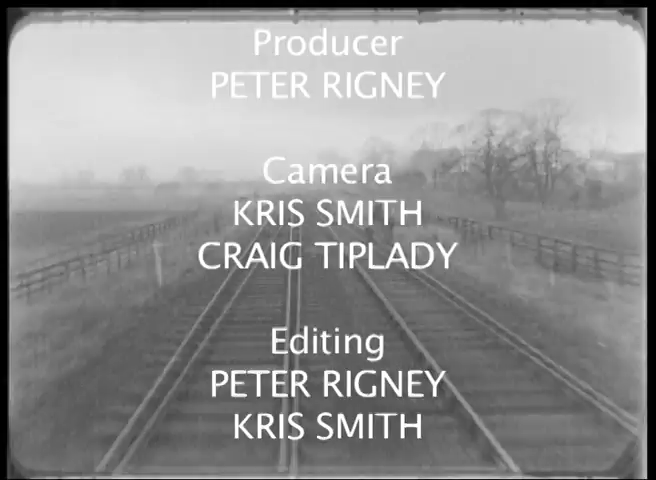 Producer
PETER RIGNEY
Camera
KRIS SMITH
CRAIG TIPLADY
Editing
PETER RIGNEY
KRIS SMITH